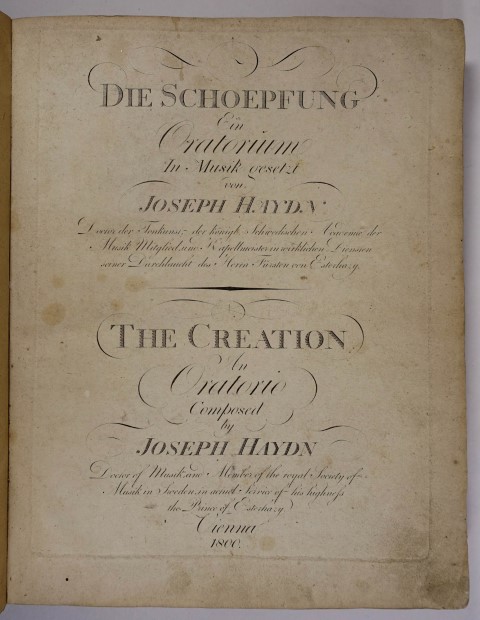 DIE SCHOEPFUNG
Ein
Oratorium
In Musik gesetzt
von
JOSEPH HAYDN
Doctor der Tonkunst, der königl. Schwedischen Academie der
Musik Mitglied, und Kapellmeister in wirklichen Diensten
seiner Durchlaucht des Herrn Fürsten von Esterhazy.
THE CREATION
An
Oratorio
Composed
by
JOSEPH HAYDN
Doctor of Musik, and Member of the royal Society of
Musik in Sweden, in actuel Service of his highness
the Prince of Esterhazy.
Vienna
1800.